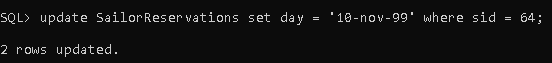 SQL> update SailorReservations set day = '10-nov-99' where sid = 64;
2 rows updated.